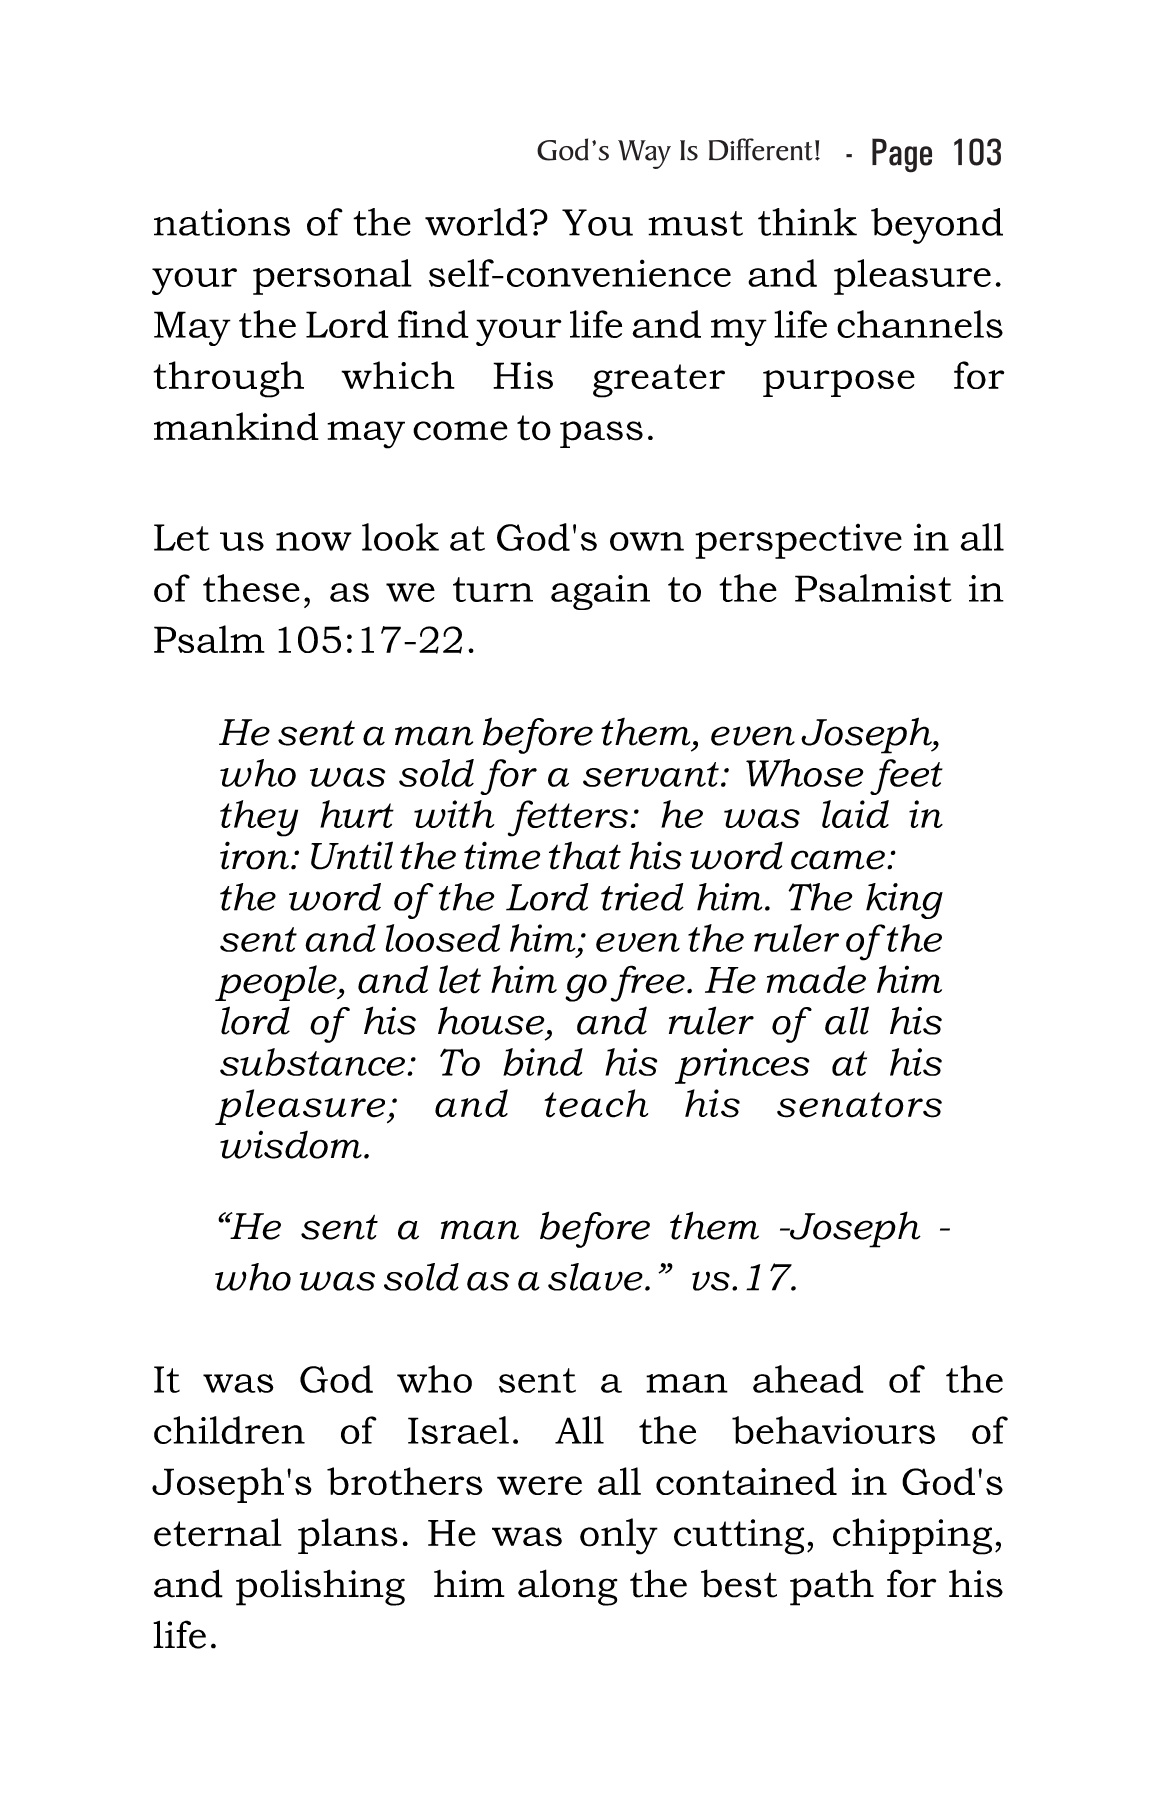 God's Way Is Different! - Page 103
nations of the world? You must think beyond
your personal self-convenience and pleasure.
May the Lord find your life and my life channels
through which His greater purpose for
mankind may come to pass.
Let us now look at God's own perspective in all
of these, as we turn again to the Psalmist in
Psalm 105:17-22.
He sent a man before them, even Joseph,
who was sold for a servant: Whose feet
they hurt with fetters: he was laid in
iron: Until the time that his word came:
the word of the Lord tried him. The king
sent and loosed him; even the ruler of the
people, and let him go free. He made him
lord of his house, and ruler of all his
substance: To bind his princes at his
pleasure; and teach his senators
wisdom.
“He sent a man before them -Joseph -
who was sold as a slave.” vs.17.
It was God who sent a man ahead of the
children of Israel. All the behaviours of
Joseph's brothers were all contained in God's
eternal plans. He was only cutting, chipping,
and polishing him along the best path for his
life.